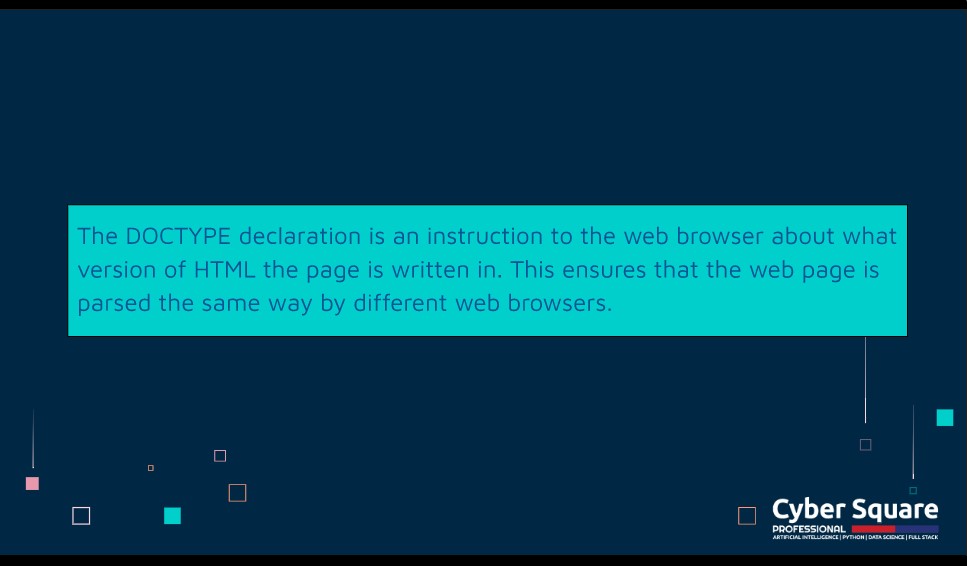 The DOCTYPE declaration is an instruction to the web browser about what
version of HTML the page is written in. This ensures that the web page is
parsed the same way by different web browsers.
Cyber Square
PROFESSIONAL
ARTIFICIAL INTELLIGENCE | PYTHON | DATA SCIENCE | FULL STACK